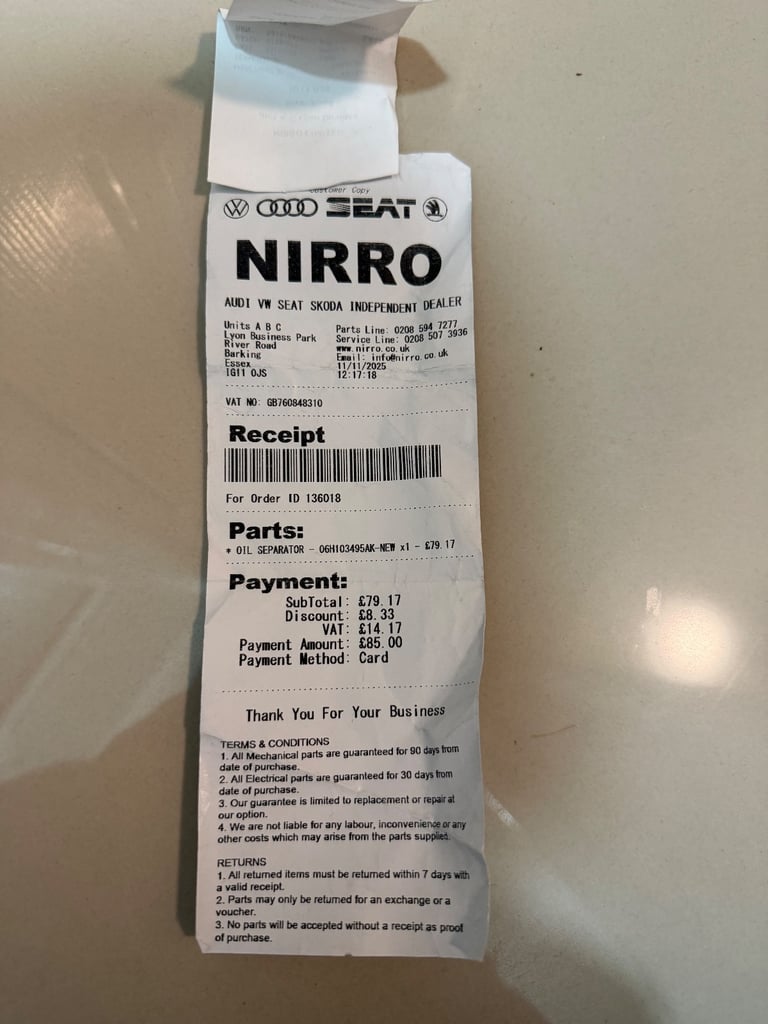 Customer Copy
SEAT
NIRRO
AUDI VW SEAT SKODA INDEPENDENT DEALER
Units A B C
Lyon Business Park
River Road
Barking
Essex
IG11 0JS
Parts Line: 0208 594 7277
Service Line: 0208 507 3936
www.nirro.co.uk
Email: info@nirro.co.uk
11/11/2025
12:17:18
VAT NO: GB760848310
Receipt
For Order ID 136018
Parts:
* OIL SEPARATOR - 06H103495AK-NEW x1 - £79.17
Payment:
SubTotal: £79.17
Discount: £8.33
VAT: £14.17
Payment Amount: £85.00
Payment Method: Card
Thank You For Your Business
TERMS & CONDITIONS
1. All Mechanical parts are guaranteed for 90 days from
date of purchase.
2. All Electrical parts are guaranteed for 30 days from
date of purchase.
3. Our guarantee is limited to replacement or repair at
our option.
4. We are not liable for any labour, inconvenience or any
other costs which may arise from the parts supplied.
RETURNS
1. All returned items must be returned within 7 days with
a valid receipt.
2. Parts may only be returned for an exchange or a
voucher.
3. No parts will be accepted without a receipt as proof
of purchase.